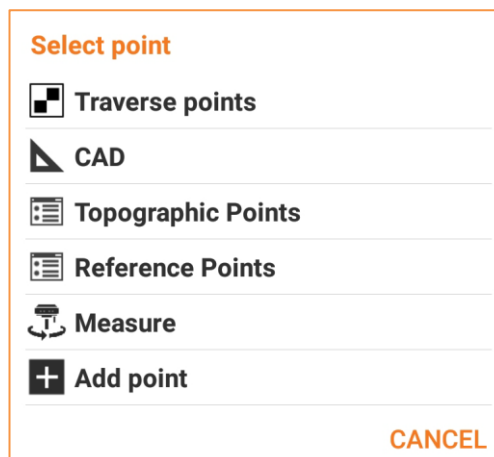 Select point
Traverse points
CAD
Topographic Points
Reference Points
Measure
Add point
CANCEL